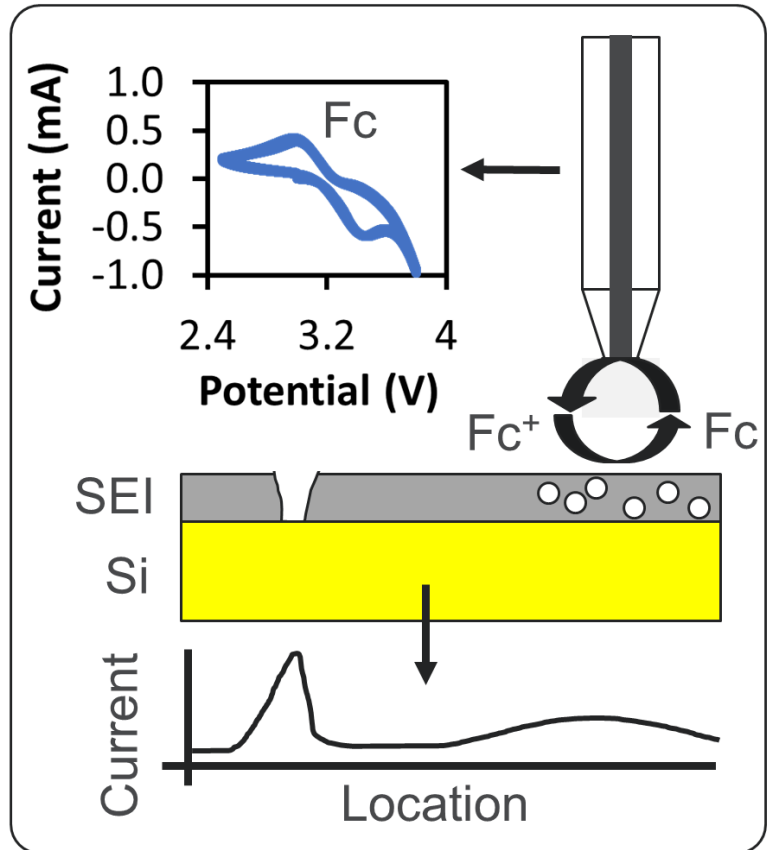 Current (mA)
1.0
0.5
0.0
-0.5
-1.0
Fc
2.4 3.2 4
Potential (V)
Fc⁺ Fc
SEI
Si
Current
Location